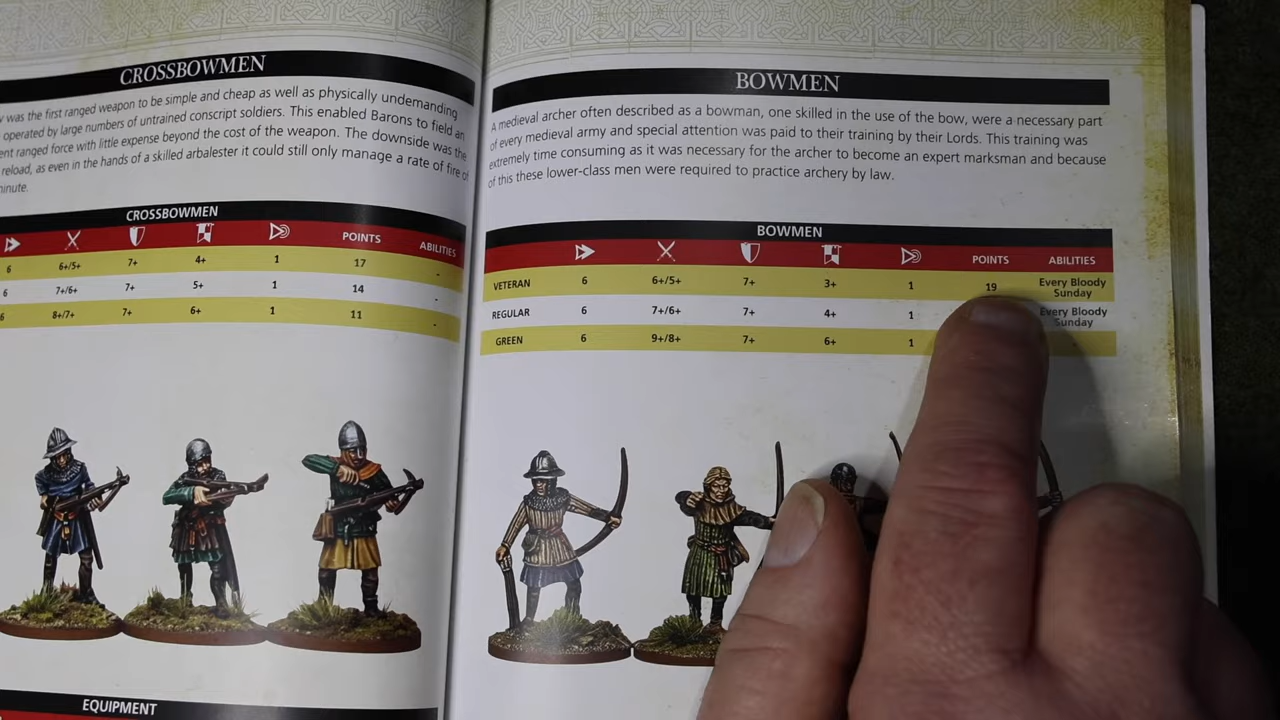 CROSSBOWMEN
y was the first ranged weapon to be simple and cheap as well as physically undemanding
operated by large numbers of untrained conscript soldiers. This enabled Barons to field an
ent ranged force with little expense beyond the cost of the weapon. The downside was the
reload, as even in the hands of a skilled arbalester it could still only manage a rate of fire of
minute.
CROSSBOWMEN
POINTS ABILITIES
6 6+/5+ 7+ 4+ 1 17 -
6 7+/6+ 7+ 5+ 1 14 -
6 8+/7+ 7+ 6+ 1 11 -
EQUIPMENT
BOWMEN
A medieval archer often described as a bowman, one skilled in the use of the bow, were a necessary part
of every medieval army and special attention was paid to their training by their Lords. This training was
extremely time consuming as it was necessary for the archer to become an expert marksman and because
of this these lower-class men were required to practice archery by law.
BOWMEN
POINTS ABILITIES
VETERAN 6 6+/5+ 7+ 3+ 1 19 Every Bloody
Sunday
REGULAR 6 7+/6+ 7+ 4+ 1 Every Bloody
Sunday
GREEN 6 9+/8+ 7+ 6+ 1